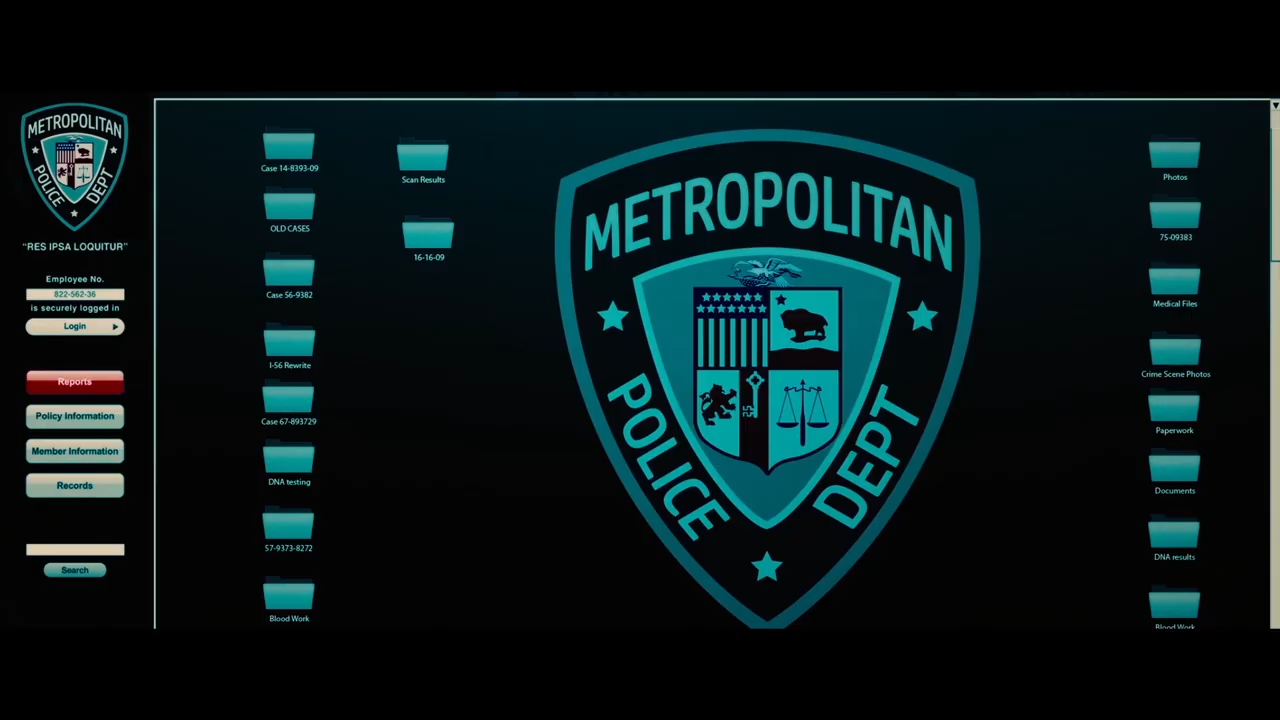 METROPOLITAN
POLICE DEPT
"RES IPSA LOQUITUR"
Employee No.
822-562-36
is securely logged in
Login
Reports
Policy Information
Member Information
Records
Search
Case 14-8393-09
OLD CASES
Case 56-9382
I-56 Rewrite
Case 67-893729
DNA testing
57-9373-8272
Blood Work
Scan Results
16-16-09
METROPOLITAN
POLICE DEPT
Photos
75-09383
Medical Files
Crime Scene Photos
Paperwork
Documents
DNA results
Blood Work